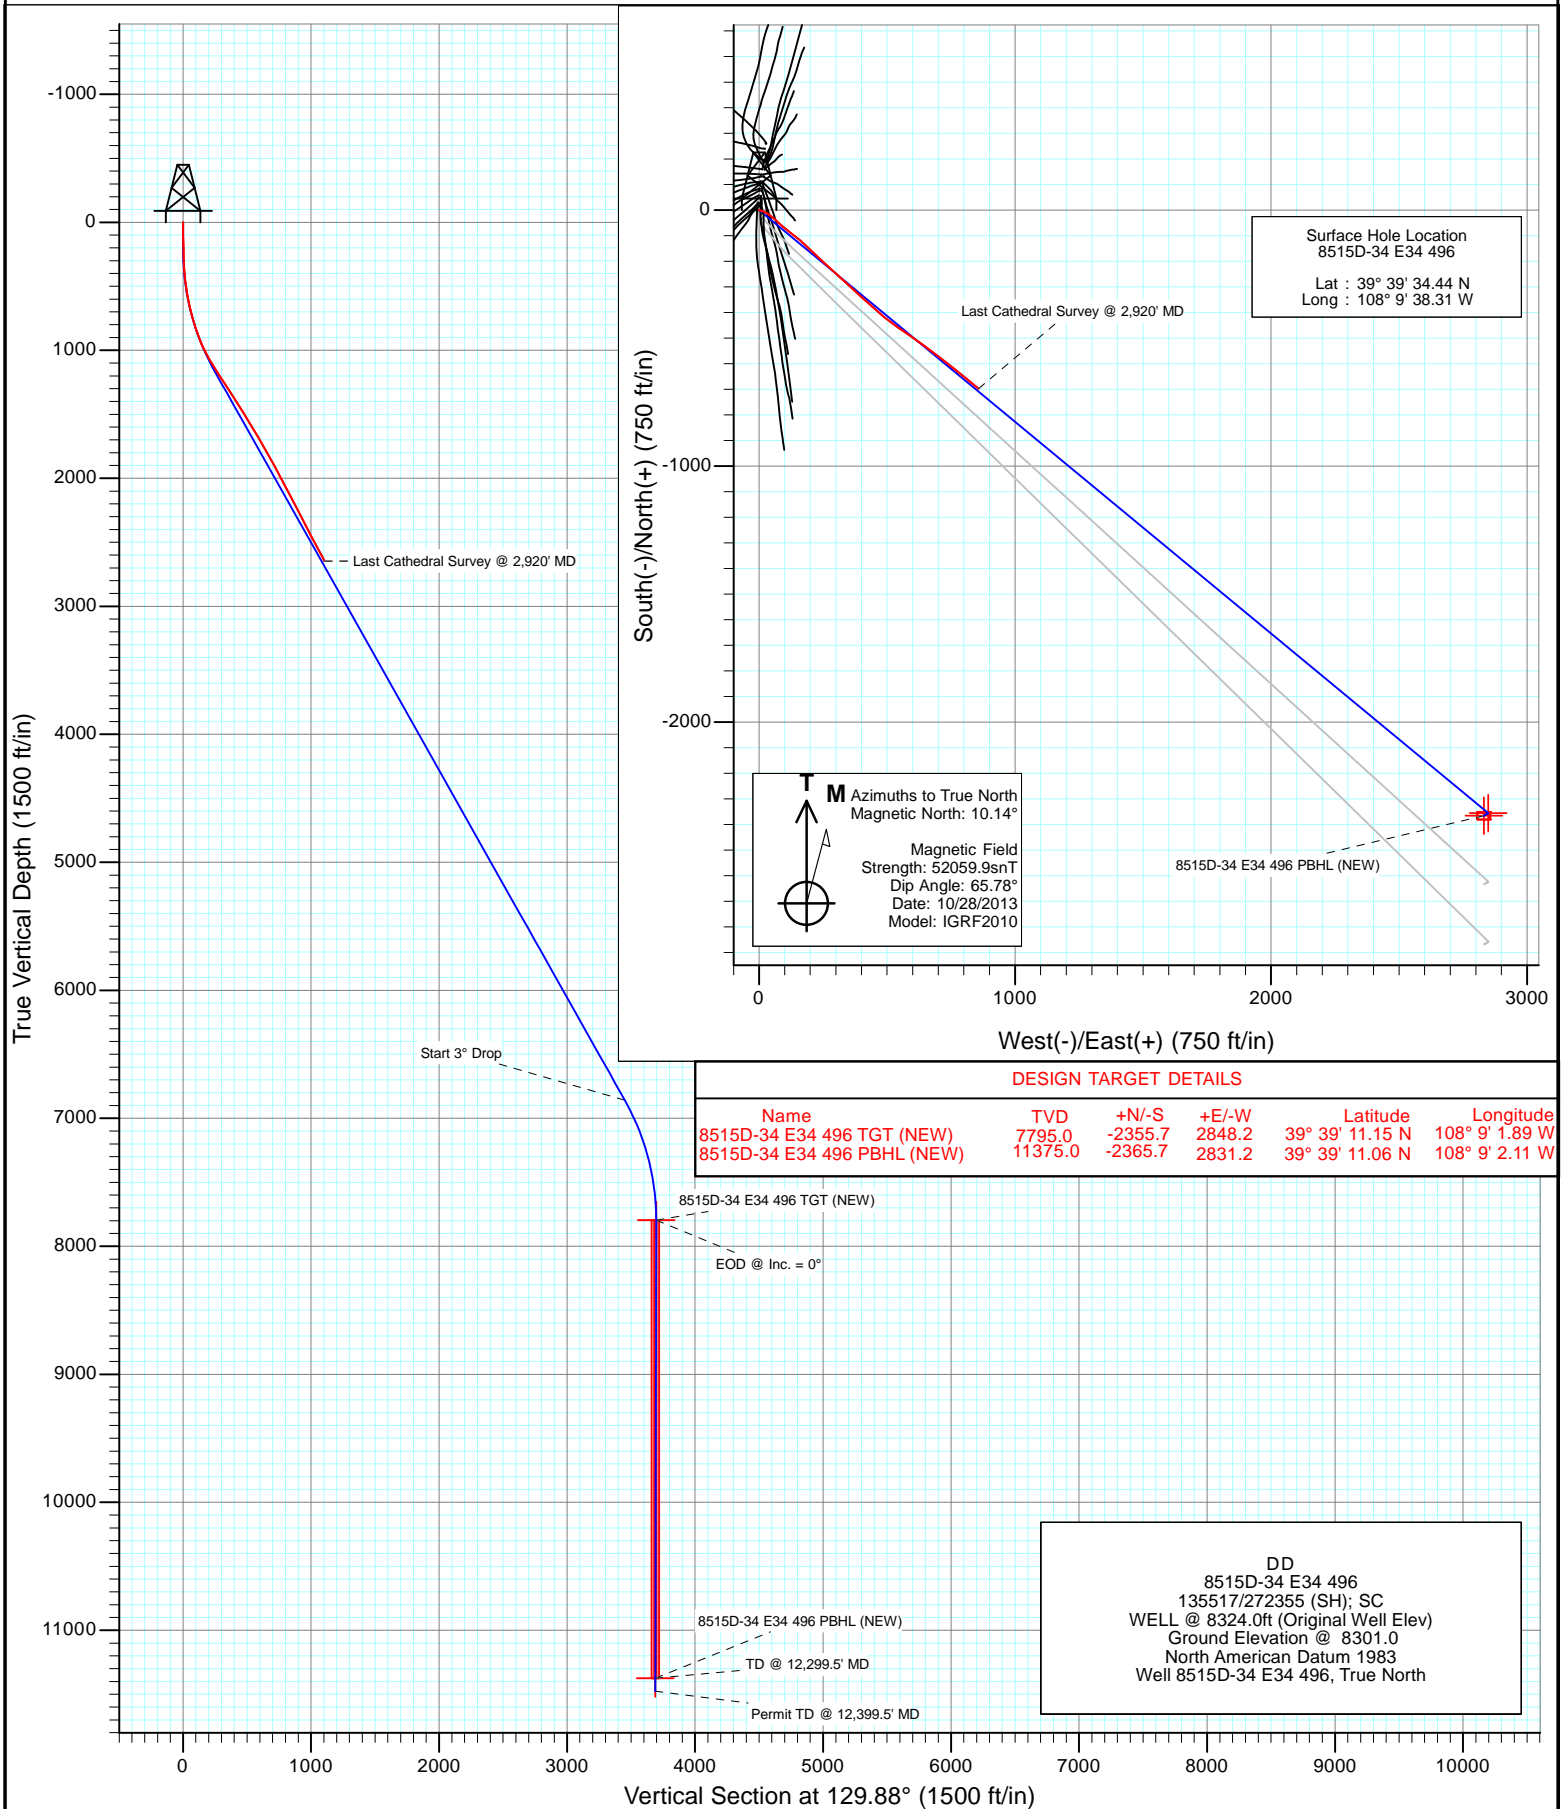 -1000
0
1000
2000
3000
4000
5000
6000
7000
8000
9000
10000
11000
True Vertical Depth (1500 ft/in)
Last Cathedral Survey @ 2,920' MD
Start 3° Drop
8515D-34 E34 496 TGT (NEW)
EOD @ Inc. = 0°
8515D-34 E34 496 PBHL (NEW)
TD @ 12,299.5' MD
Permit TD @ 12,399.5' MD
0
1000
2000
3000
4000
5000
6000
7000
8000
9000
10000
Vertical Section at 129.88° (1500 ft/in)
0
-1000
-2000
South(-)/North(+) (750 ft/in)
Last Cathedral Survey @ 2,920' MD
Surface Hole Location
8515D-34 E34 496
Lat : 39° 39' 34.44 N
Long : 108° 9' 38.31 W
8515D-34 E34 496 PBHL (NEW)
T
M
Azimuths to True North
Magnetic North: 10.14°
Magnetic Field
Strength: 52059.9snT
Dip Angle: 65.78°
Date: 10/28/2013
Model: IGRF2010
0
1000
2000
3000
West(-)/East(+) (750 ft/in)
DESIGN TARGET DETAILS
Name TVD +N/-S +E/-W Latitude Longitude
8515D-34 E34 496 TGT (NEW) 7795.0 -2355.7 2848.2 39° 39' 11.15 N 108° 9' 1.89 W
8515D-34 E34 496 PBHL (NEW) 11375.0 -2365.7 2831.2 39° 39' 11.06 N 108° 9' 2.11 W
DD
8515D-34 E34 496
135517/272355 (SH); SC
WELL @ 8324.0ft (Original Well Elev)
Ground Elevation @ 8301.0
North American Datum 1983
Well 8515D-34 E34 496, True North